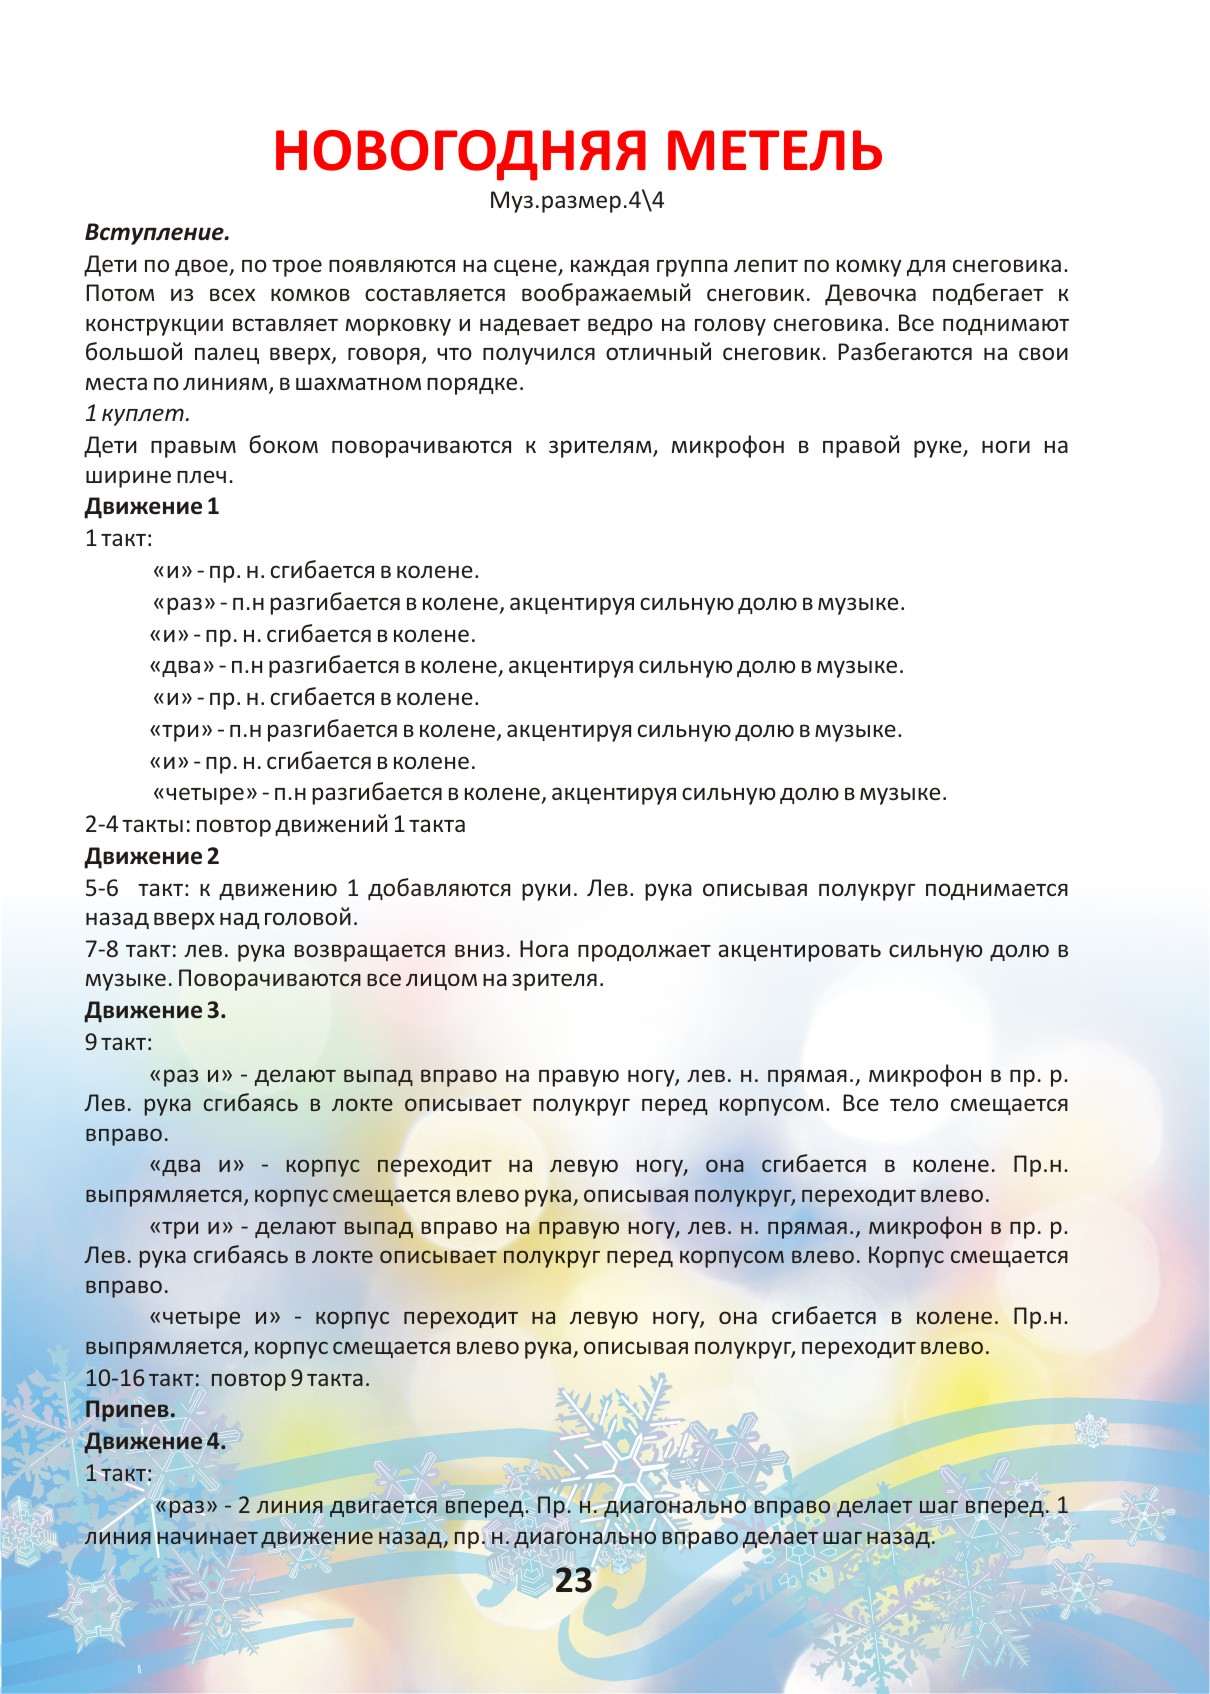 НОВОГОДНЯЯ МЕТЕЛЬ
Муз.размер.4\4
Вступление.
Дети по двое, по трое появляются на сцене, каждая группа лепит по комку для снеговика.
Потом из всех комков составляется воображаемый снеговик. Девочка подбегает к
конструкции вставляет морковку и надевает ведро на голову снеговика. Все поднимают
большой палец вверх, говоря, что получился отличный снеговик. Разбегаются на свои
места по линиям, в шахматном порядке.
1 куплет.
Дети правым боком поворачиваются к зрителям, микрофон в правой руке, ноги на
ширине плеч.
Движение 1
1 такт:
«и» - пр. н. сгибается в колене.
«раз» - п.н разгибается в колене, акцентируя сильную долю в музыке.
«и» - пр. н. сгибается в колене.
«два» - п.н разгибается в колене, акцентируя сильную долю в музыке.
«и» - пр. н. сгибается в колене.
«три» - п.н разгибается в колене, акцентируя сильную долю в музыке.
«и» - пр. н. сгибается в колене.
«четыре» - п.н разгибается в колене, акцентируя сильную долю в музыке.
2-4 такты: повтор движений 1 такта
Движение 2
5-6 такт: к движению 1 добавляются руки. Лев. рука описывая полукруг поднимается
назад вверх над головой.
7-8 такт: лев. рука возвращается вниз. Нога продолжает акцентировать сильную долю в
музыке. Поворачиваются все лицом на зрителя.
Движение 3.
9 такт:
«раз и» - делают выпад вправо на правую ногу, лев. н. прямая., микрофон в пр. р.
Лев. рука сгибаясь в локте описывает полукруг перед корпусом. Все тело смещается
вправо.
«два и» - корпус переходит на левую ногу, она сгибается в колене. Пр.н.
выпрямляется, корпус смещается влево рука, описывая полукруг, переходит влево.
«три и» - делают выпад вправо на правую ногу, лев. н. прямая., микрофон в пр. р.
Лев. рука сгибаясь в локте описывает полукруг перед корпусом влево. Корпус смещается
вправо.
«четыре и» - корпус переходит на левую ногу, она сгибается в колене. Пр.н.
выпрямляется, корпус смещается влево рука, описывая полукруг, переходит влево.
10-16 такт: повтор 9 такта.
Припев.
Движение 4.
1 такт:
«раз» - 2 линия двигается вперед. Пр. н. диагонально вправо делает шаг вперед. 1
линия начинает движение назад, пр. н. диагонально вправо делает шаг назад.
23